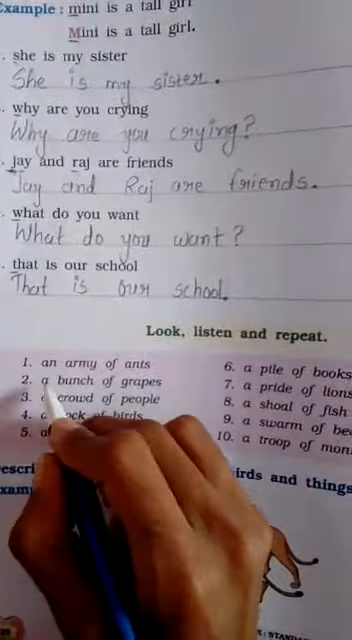 Example : mini is a tall girl
Mini is a tall girl.
. she is my sister
She is my sister.
. why are you crying
Why are you crying?
. jay and raj are friends
Jay and Raj are friends.
. what do you want
What do you want?
. that is our school
That is our school.
Look, listen and repeat.
1. an army of ants
2. a bunch of grapes
3. crowd of people
4. of birds
5.
6. a pile of books
7. a pride of lions
8. a shoal of fish
9. a swarm of
10. a troop of
and things